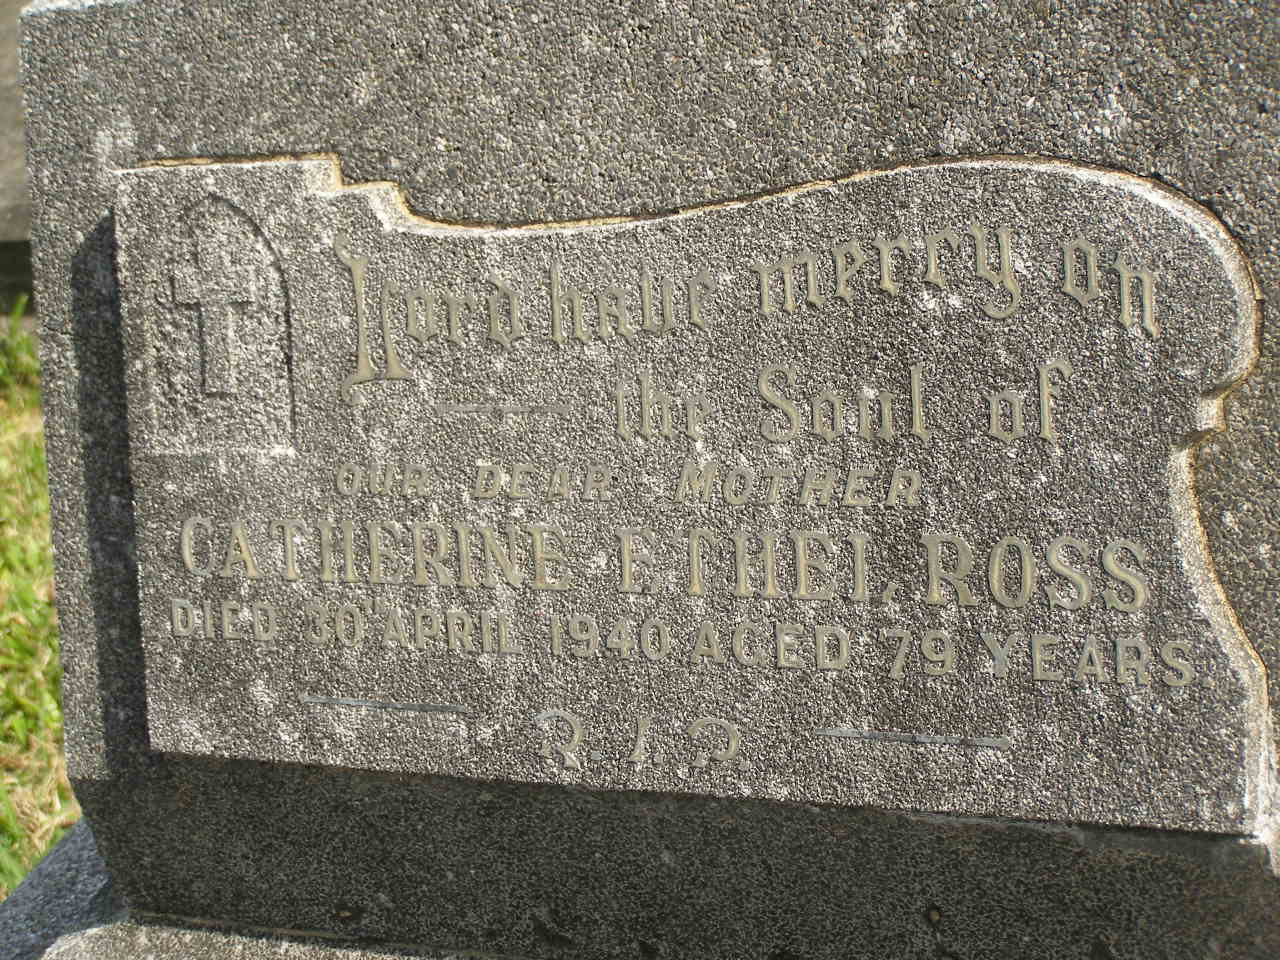 Lord have mercy on
the Soul of
OUR DEAR MOTHER
CATHERINE ETHEL ROSS
DIED 30TH APRIL 1940 AGED 79 YEARS.
R.I.P.